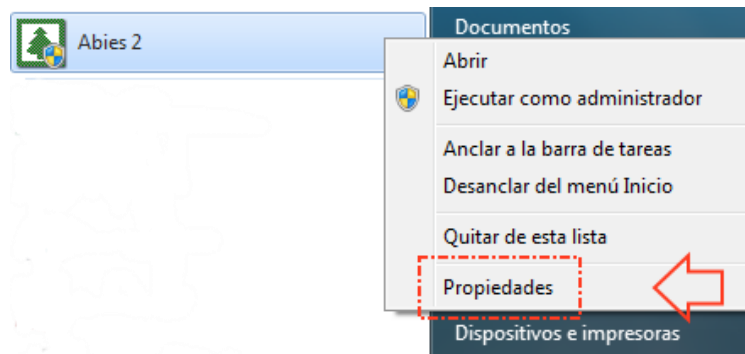 Abies 2
Documentos
Abrir
Ejecutar como administrador
Anclar a la barra de tareas
Desanclar del menú Inicio
Quitar de esta lista
Propiedades
Dispositivos e impresoras